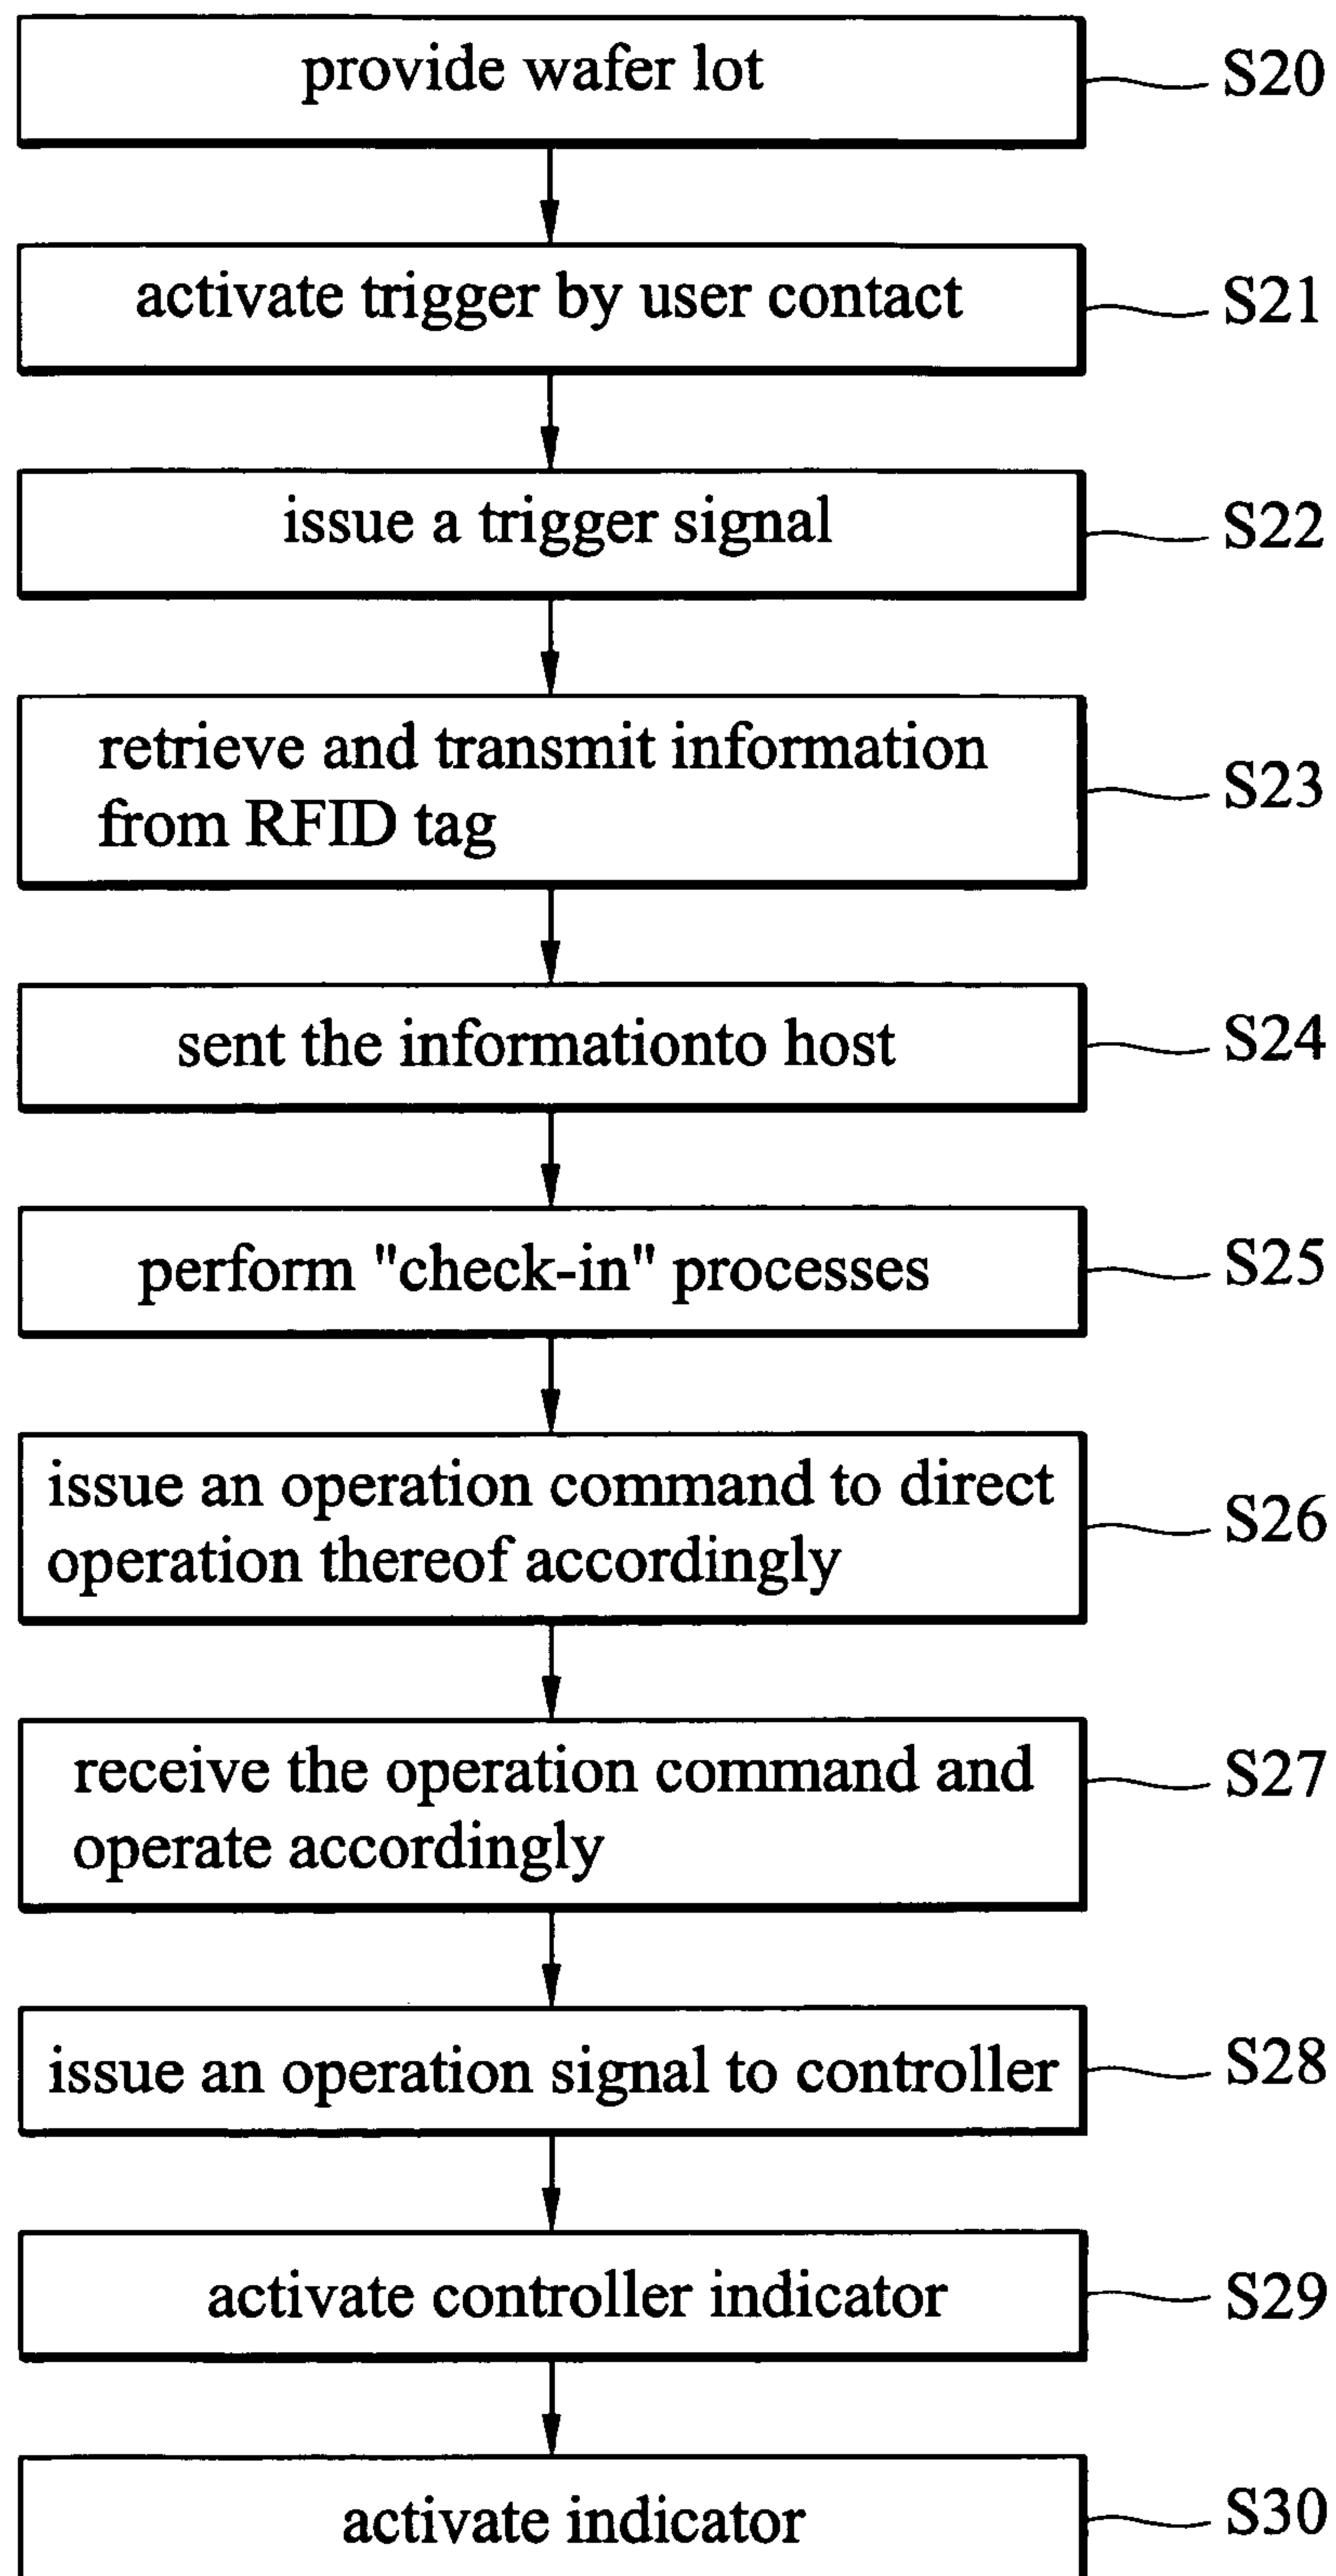 provide wafer lot S20
activate trigger by user contact S21
issue a trigger signal S22
retrieve and transmit information
from RFID tag
S23
sent the informationto host S24
perform "check-in" processes S25
issue an operation command to direct
operation thereof accordingly
S26
receive the operation command and
operate accordingly
S27
issue an operation signal to controller S28
activate controller indicator S29
activate indicator S30